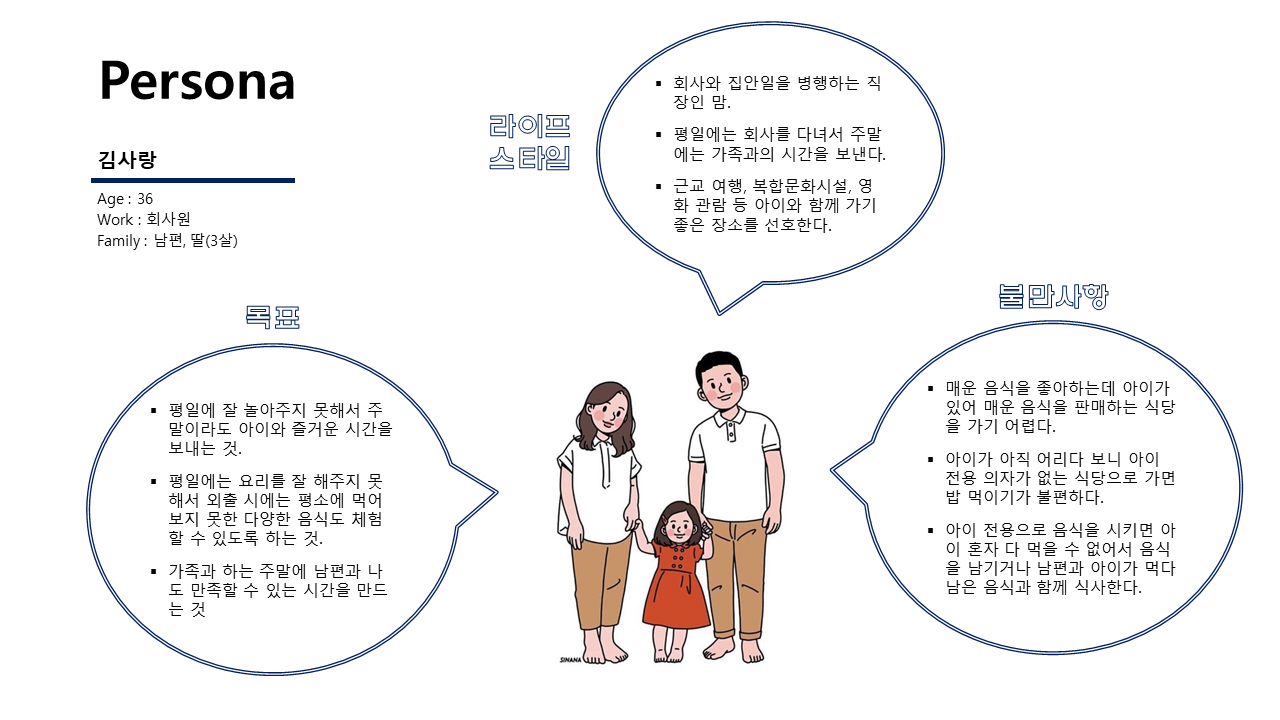 Persona
김사랑
Age : 36
Work : 회사원
Family : 남편, 딸(3살)
라이프
스타일
▪ 회사와 집안일을 병행하는 직
장인 맘.
▪ 평일에는 회사를 다녀서 주말
에는 가족과의 시간을 보낸다.
▪ 근교 여행, 복합문화시설, 영
화 관람 등 아이와 함께 가기
좋은 장소를 선호한다.
목표
▪ 평일에 잘 놀아주지 못해서 주
말이라도 아이와 즐거운 시간을
보내는 것.
▪ 평일에는 요리를 잘 해주지 못
해서 외출 시에는 평소에 먹어
보지 못한 다양한 음식도 체험
할 수 있도록 하는 것.
▪ 가족과 하는 주말에 남편과 나
도 만족할 수 있는 시간을 만드
는 것
불만사항
▪ 매운 음식을 좋아하는데 아이가
있어 매운 음식을 판매하는 식당
을 가기 어렵다.
▪ 아이가 아직 어리다 보니 아이
전용 의자가 없는 식당으로 가면
밥 먹이기가 불편하다.
▪ 아이 전용으로 음식을 시키면 아
이 혼자 다 먹을 수 없어서 음식
을 남기거나 남편과 아이가 먹다
남은 음식과 함께 식사한다.
SINANA